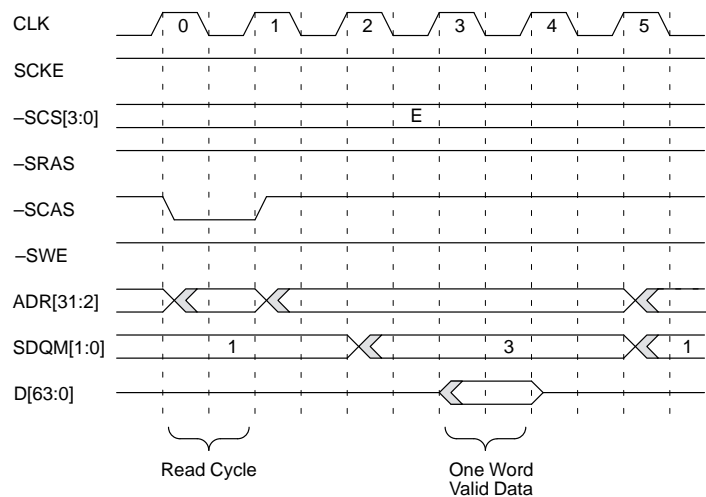 CLK 0 1 2 3 4 5
SCKE
–SCS[3:0] E
–SRAS
–SCAS
–SWE
ADR[31:2]
SDQM[1:0] 1 3 1
D[63:0]
Read Cycle One Word
Valid Data